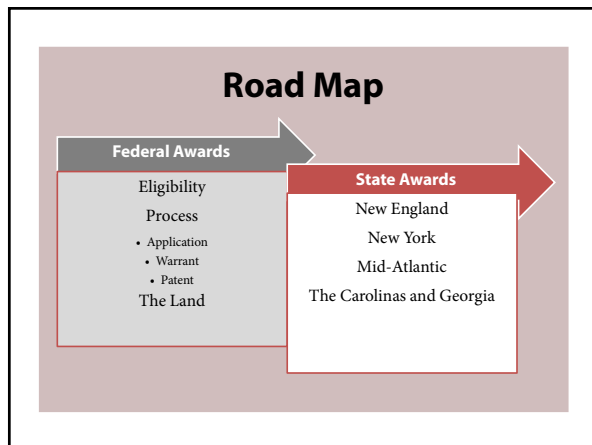 Road Map
Federal Awards
Eligibility
Process
• Application
• Warrant
• Patent
The Land
State Awards
New England
New York
Mid-Atlantic
The Carolinas and Georgia